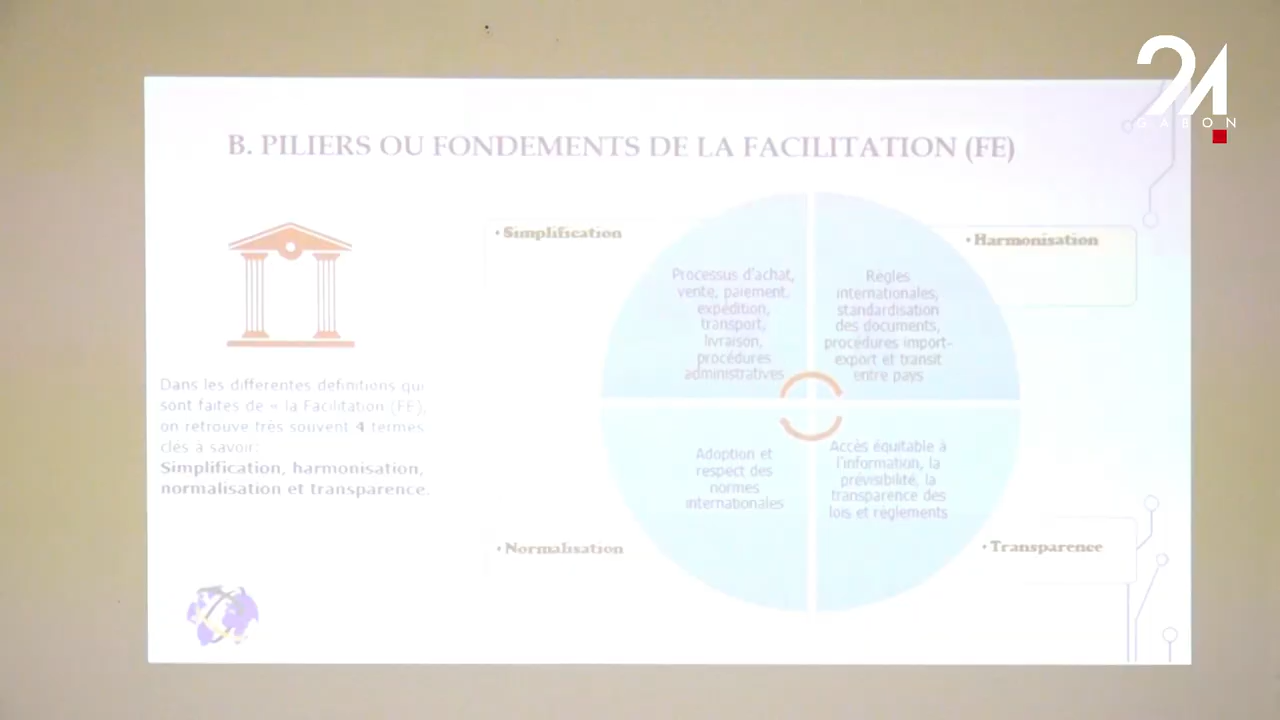 24
GABON
B. PILIERS OU FONDEMENTS DE LA FACILITATION (FE)
• Simplification
• Harmonisation
Processus d'achat,
vente, paiement,
expédition,
transport,
livraison,
procédures
administratives
Règles
internationales,
standardisation
des documents,
procédures import-
export et transit
entre pays
Dans les différentes définitions qui
sont faites de « la Facilitation (FE),
on retrouve très souvent 4 termes
clés à savoir:
Simplification, harmonisation,
normalisation et transparence.
Adoption et
respect des
normes
internationales
Accès équitable à
l'information, la
prévisibilité, la
transparence des
lois et règlements
• Normalisation
• Transparence